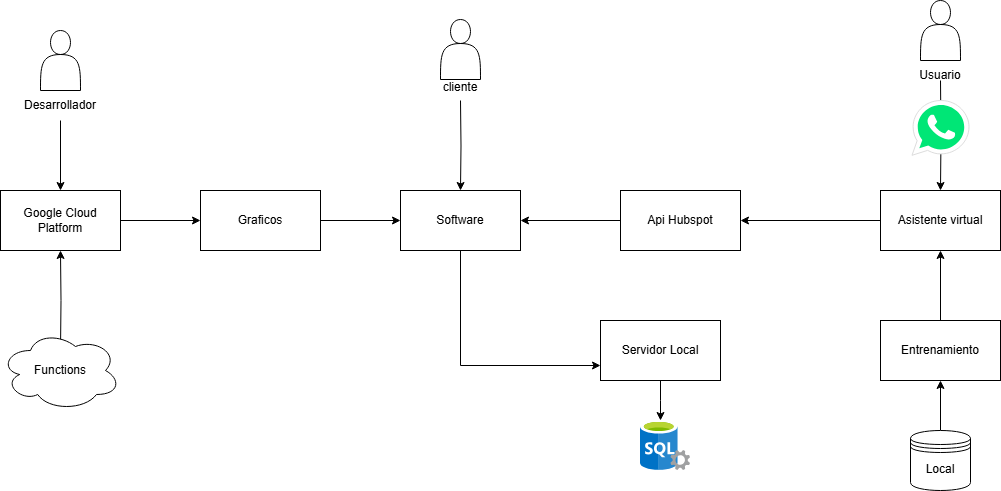 Usuario
cliente
Desarrollador
Google Cloud
Platform
Graficos
Software
Api Hubspot
Asistente virtual
Servidor Local
Entrenamiento
Functions
SQL
Local